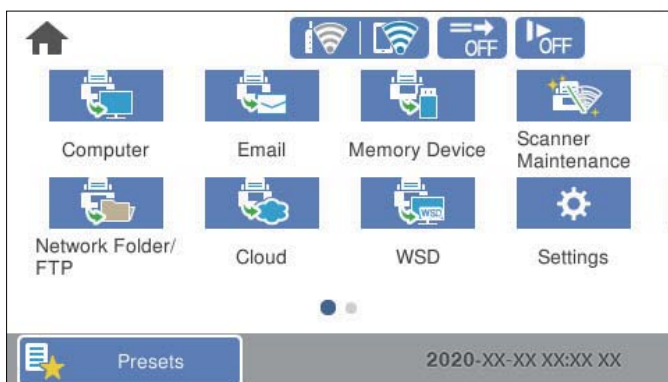 OFF
OFF
Computer
Email
Memory Device
Scanner
Maintenance
Network Folder/
FTP
Cloud
WSD
WSD
Settings
Presets
2020-XX-XX XX:XX XX